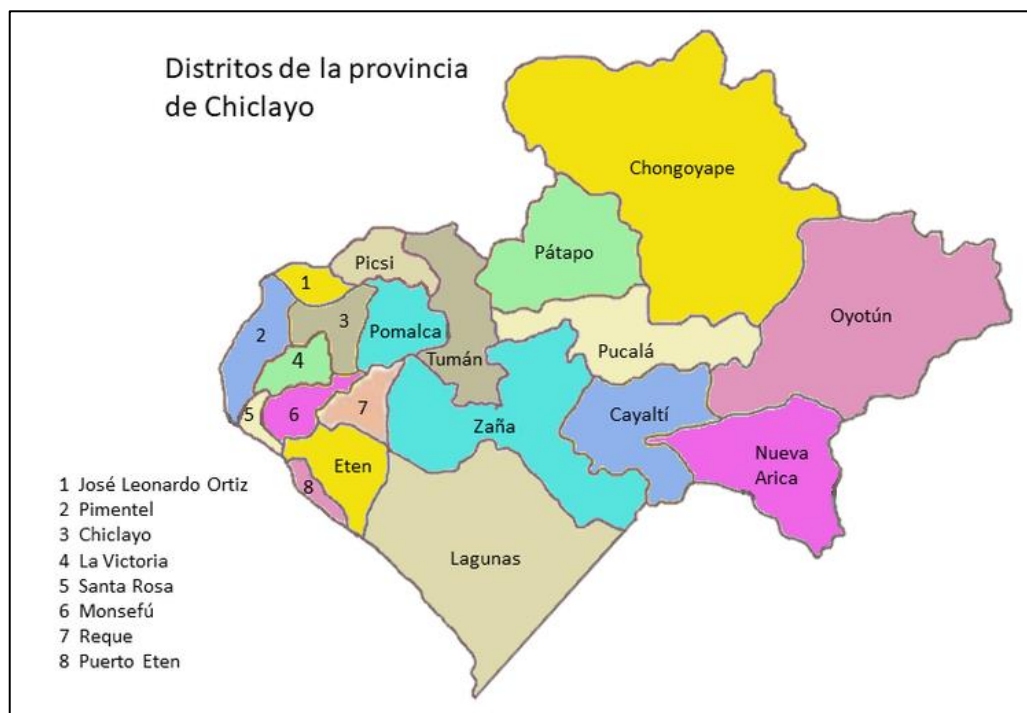 Distritos de la provincia
de Chiclayo
Chongoyape
Pátapo
Picsi
1
Oyotún
3
2
Pomalca
Pucalá
Tumán
4
7
5
6
Cayaltí
Zaña
Nueva
Arica
Eten
8
Lagunas
1 José Leonardo Ortiz
2 Pimentel
3 Chiclayo
4 La Victoria
5 Santa Rosa
6 Monsefú
7 Reque
8 Puerto Eten